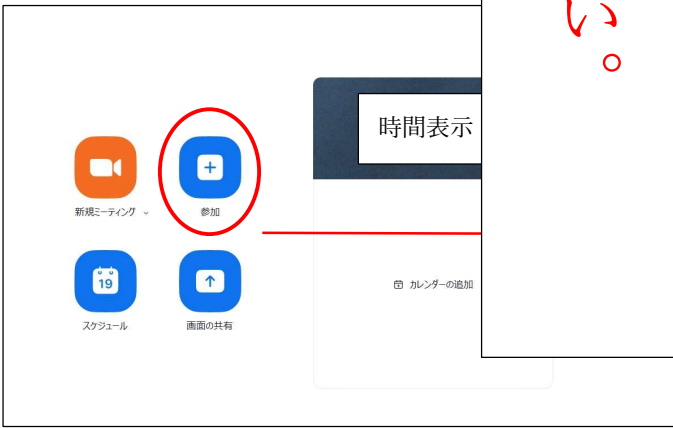 い。
時間表示
新規ミーティング
参加
19
スケジュール
画面の共有
カレンダーの追加